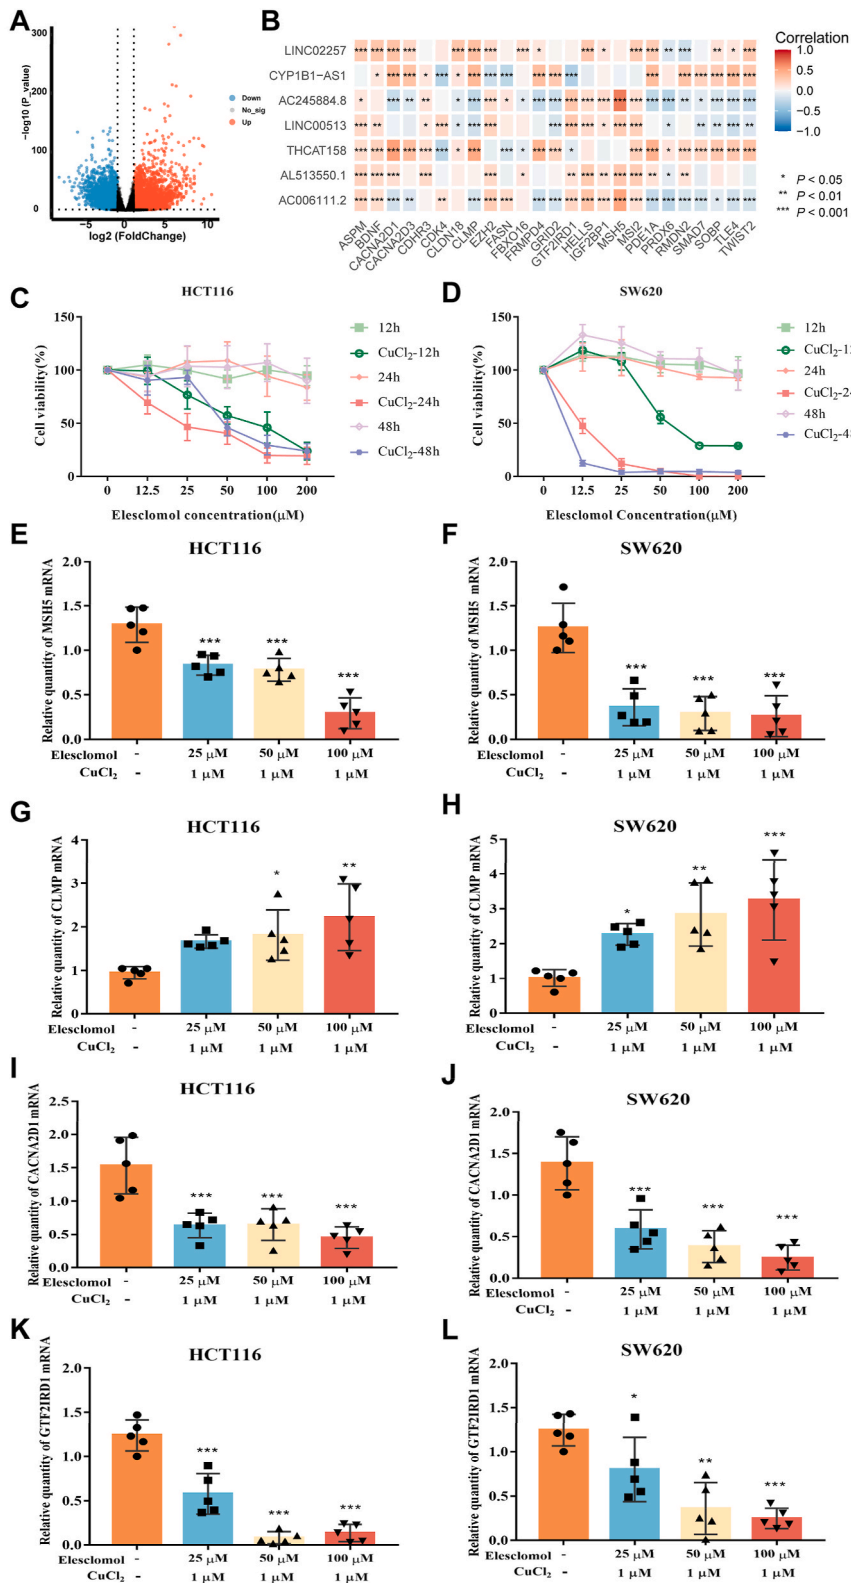 A
300
200
100
0
−log10 (P_value)
−5
0
5
10
log2 (FoldChange)
Down
No_sig
Up
B
LINC02257
CYP1B1−AS1
AC245884.8
LINC00513
THCAT158
AL513550.1
AC006111.2
ASPM
BDNF
CACNA2D1
CACNA2D3
CDHR3
CDK4
CLDN18
CLMP
EZH2
FASN
FBXO16
FRMPD4
GRID2
GTF2IRD1
HELLS
IGF2BP1
MSH5
MSI2
PDE1A
PRDX6
RMDN2
SMAD7
SOBP
TLE4
TWIST2
Correlation
1.0
0.5
0.0
−0.5
−1.0
* P < 0.05
** P < 0.01
*** P < 0.001
C
HCT116
150
100
50
0
Cell viability(%)
0 12.5 25 50 100 200
Elesclomol concentration(μM)
12h
CuCl2-12h
24h
CuCl2-24h
48h
CuCl2-48h
D
SW620
150
100
50
0
Cell viability(%)
0 12.5 25 50 100 200
Elesclomol Concentration(μM)
12h
CuCl2-12
24h
CuCl2-24
48h
CuCl2-48
E
HCT116
Relative quantity of MSH5 mRNA
2.0
1.5
1.0
0.5
0.0
*** *** ***
Elesclomol - 25 μM 50 μM 100 μM
CuCl2 - 1 μM 1 μM 1 μM
F
SW620
Relative quantity of MSH5 mRNA
2.0
1.5
1.0
0.5
0.0
*** *** ***
Elesclomol - 25 μM 50 μM 100 μM
CuCl2 - 1 μM 1 μM 1 μM
G
HCT116
Relative quantity of CLMP mRNA
4
3
2
1
0
* **
Elesclomol - 25 μM 50 μM 100 μM
CuCl2 - 1 μM 1 μM 1 μM
H
SW620
Relative quantity of CLMP mRNA
5
4
3
2
1
0
* ** ***
Elesclomol - 25 μM 50 μM 100 μM
CuCl2 - 1 μM 1 μM 1 μM
I
HCT116
Relative quantity of CACNA2D1 mRNA
2.5
2.0
1.5
1.0
0.5
0.0
*** *** ***
Elesclomol - 25 μM 50 μM 100 μM
CuCl2 - 1 μM 1 μM 1 μM
J
SW620
Relative quantity of CACNA2D1 mRNA
2.0
1.5
1.0
0.5
0.0
*** *** ***
Elesclomol - 25 μM 50 μM 100 μM
CuCl2 - 1 μM 1 μM 1 μM
K
HCT116
Relative quantity of GTF2IRD1 mRNA
2.0
1.5
1.0
0.5
0.0
*** *** ***
Elesclomol - 25 μM 50 μM 100 μM
CuCl2 - 1 μM 1 μM 1 μM
L
SW620
Relative quantity of GTF2IRD1 mRNA
2.0
1.5
1.0
0.5
0.0
* ** ***
Elesclomol - 25 μM 50 μM 100 μM
CuCl2 - 1 μM 1 μM 1 μM